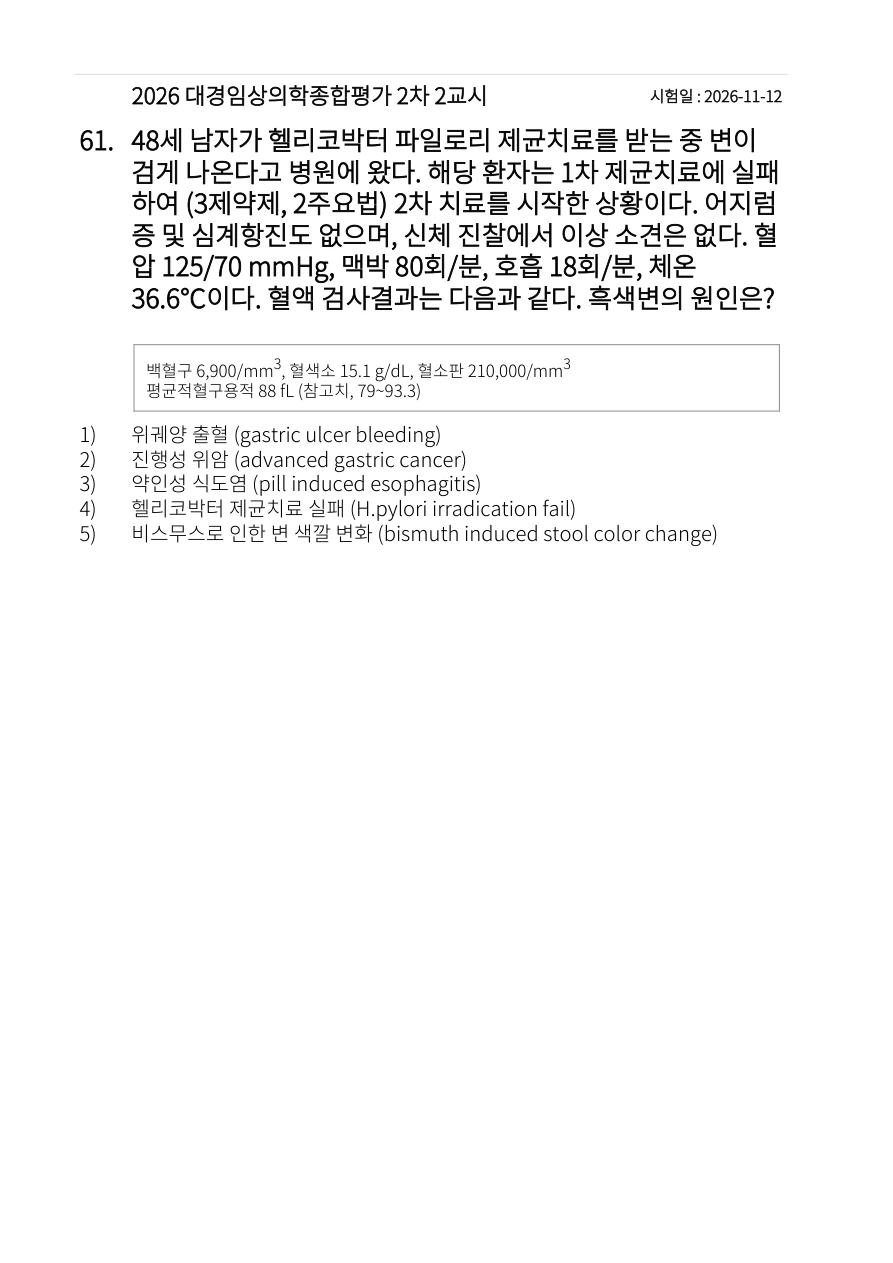 2026 대경임상의학종합평가 2차 2교시
시험일 : 2026-11-12
61. 48세 남자가 헬리코박터 파일로리 제균치료를 받는 중 변이
검게 나온다고 병원에 왔다. 해당 환자는 1차 제균치료에 실패
하여 (3제약제, 2주요법) 2차 치료를 시작한 상황이다. 어지럼
증 및 심계항진도 없으며, 신체 진찰에서 이상 소견은 없다. 혈
압 125/70 mmHg, 맥박 80회/분, 호흡 18회/분, 체온
36.6℃이다. 혈액 검사결과는 다음과 같다. 흑색변의 원인은?
백혈구 6,900/mm³, 혈색소 15.1 g/dL, 혈소판 210,000/mm³
평균적혈구용적 88 fL (참고치, 79~93.3)
1) 위궤양 출혈 (gastric ulcer bleeding)
2) 진행성 위암 (advanced gastric cancer)
3) 약인성 식도염 (pill induced esophagitis)
4) 헬리코박터 제균치료 실패 (H.pylori irradication fail)
5) 비스무스로 인한 변 색깔 변화 (bismuth induced stool color change)